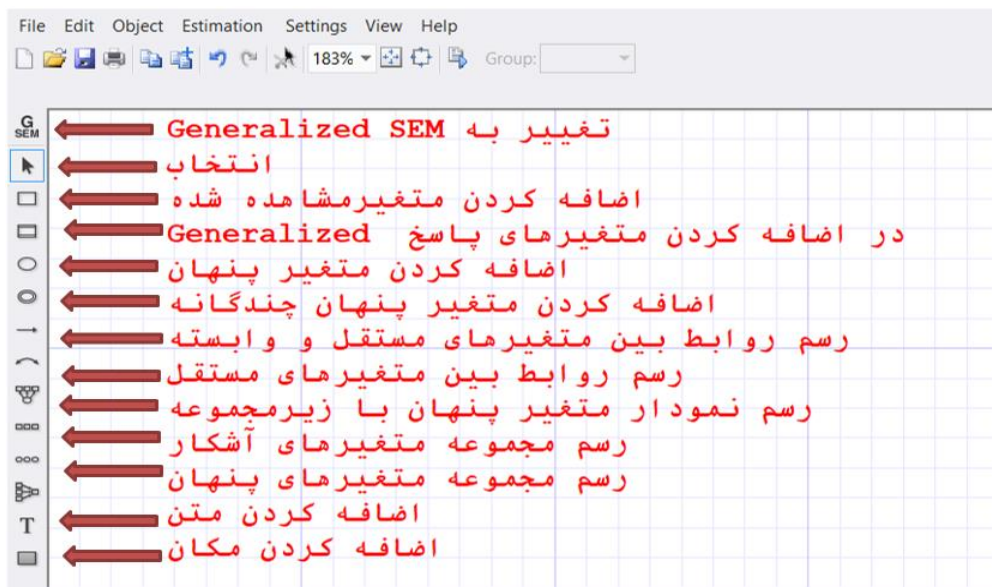 File Edit Object Estimation Settings View Help
183% Group:
G
SEM
تغییر به Generalized SEM
انتخاب
اضافه کردن متغیرمشاهده شده
در اضافه کردن متغیرهای پاسخ Generalized
اضافه کردن متغیر پنهان
اضافه کردن متغیر پنهان چندگانه
رسم روابط بین متغیرهای مستقل و وابسته
رسم روابط بین متغیرهای مستقل
رسم نمودار متغیر پنهان با زیرمجموعه
رسم مجموعه متغیرهای آشکار
رسم مجموعه متغیرهای پنهان
T
اضافه کردن متن
اضافه کردن مکان